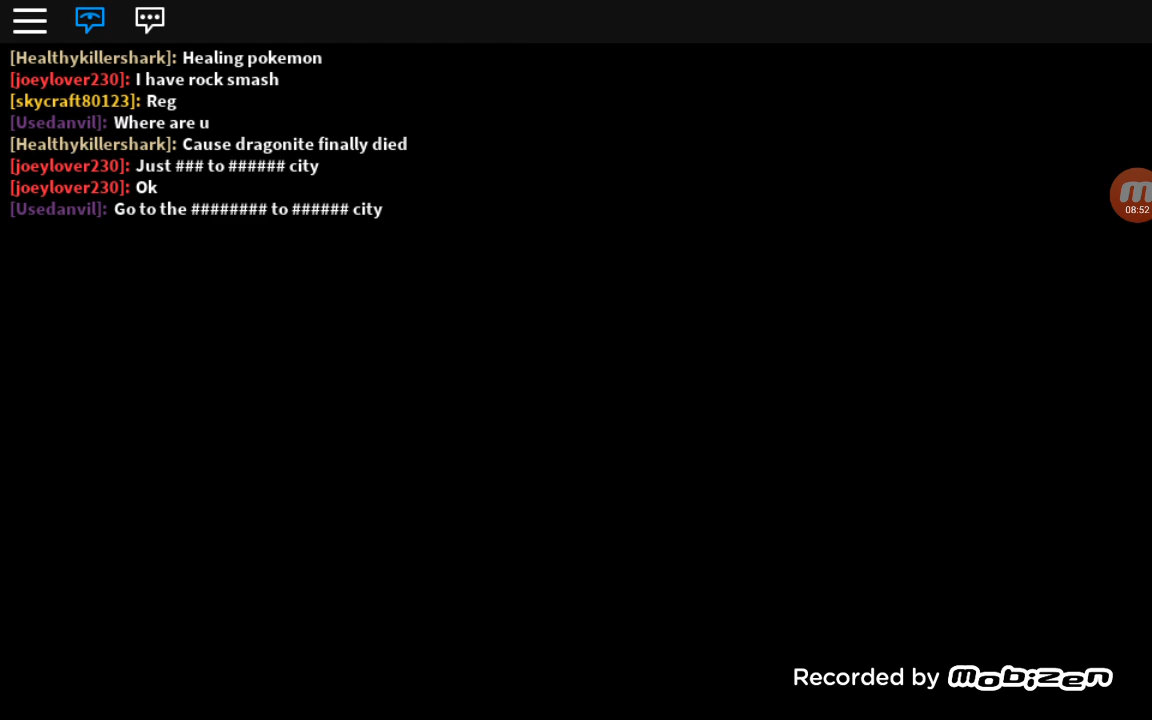 [Healthykillershark]: Healing pokemon
[joeylover230]: I have rock smash
[skycraft80123]: Reg
[Usedanvil]: Where are u
[Healthykillershark]: Cause dragonite finally died
[joeylover230]: Just ### to ###### city
[joeylover230]: Ok
[Usedanvil]: Go to the ######## to ###### city
08:52
Recorded by mobizen